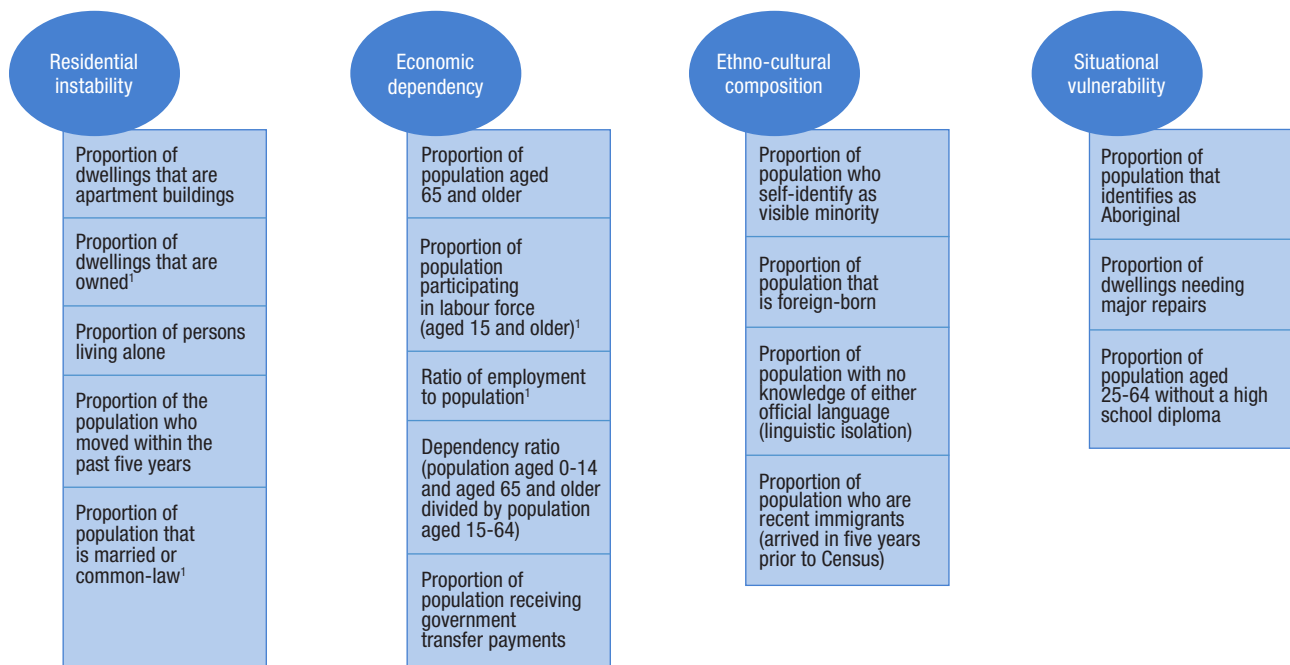 Residential
instability
Proportion of
dwellings that are
apartment buildings
Proportion of
dwellings that are
owned¹
Proportion of persons
living alone
Proportion of the
population who
moved within the
past five years
Proportion of
population that
is married or
common-law¹
Economic
dependency
Proportion of
population aged
65 and older
Proportion of
population
participating
in labour force
(aged 15 and older)¹
Ratio of employment
to population¹
Dependency ratio
(population aged 0-14
and aged 65 and older
divided by population
aged 15-64)
Proportion of
population receiving
government
transfer payments
Ethno-cultural
composition
Proportion of
population who
self-identify as
visible minority
Proportion of
population that
is foreign-born
Proportion of
population with no
knowledge of either
official language
(linguistic isolation)
Proportion of
population who are
recent immigrants
(arrived in five years
prior to Census)
Situational
vulnerability
Proportion of
population that
identifies as
Aboriginal
Proportion of
dwellings needing
major repairs
Proportion of
population aged
25-64 without a high
school diploma